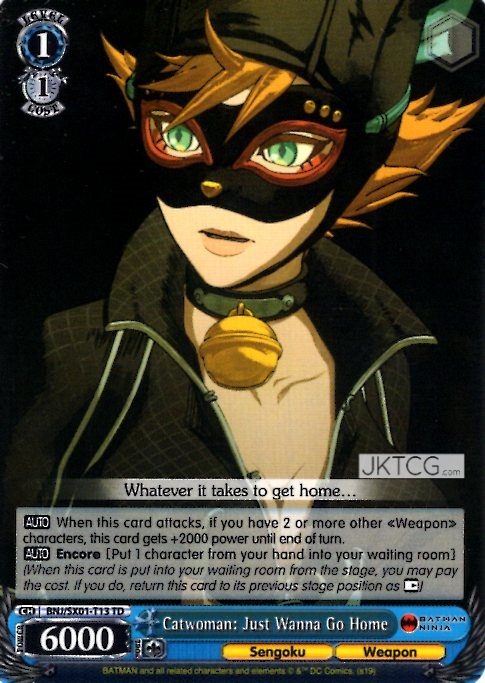 LEVEL
1
1
COST
JKTCG.com
Whatever it takes to get home...
AUTO When this card attacks, if you have 2 or more other «Weapon»
characters, this card gets +2000 power until end of turn.
AUTO Encore [Put 1 character from your hand into your waiting room]
(When this card is put into your waiting room from the stage, you may pay
the cost. If you do, return this card to its previous stage position as )
CH BNJ/SX01-T13 TD
POWER
6000
SOUL
Catwoman: Just Wanna Go Home
BATMAN
NINJA
Sengoku
Weapon
BATMAN and all related characters and elements © & ™ DC Comics. (s19)